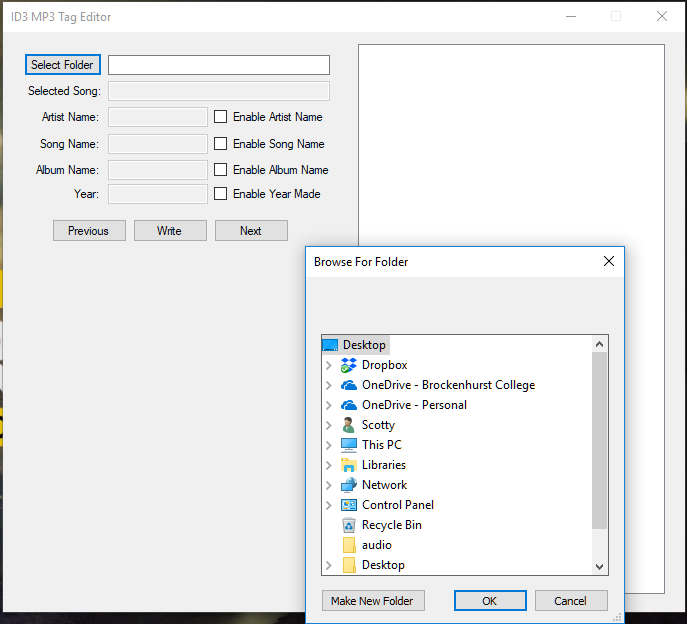 ID3 MP3 Tag Editor
Select Folder
Selected Song:
Artist Name:
Enable Artist Name
Song Name:
Enable Song Name
Album Name:
Enable Album Name
Year:
Enable Year Made
Previous
Write
Next
Browse For Folder
Desktop
Dropbox
OneDrive - Brockenhurst College
OneDrive - Personal
Scotty
This PC
Libraries
Network
Control Panel
Recycle Bin
audio
Desktop
Make New Folder
OK
Cancel